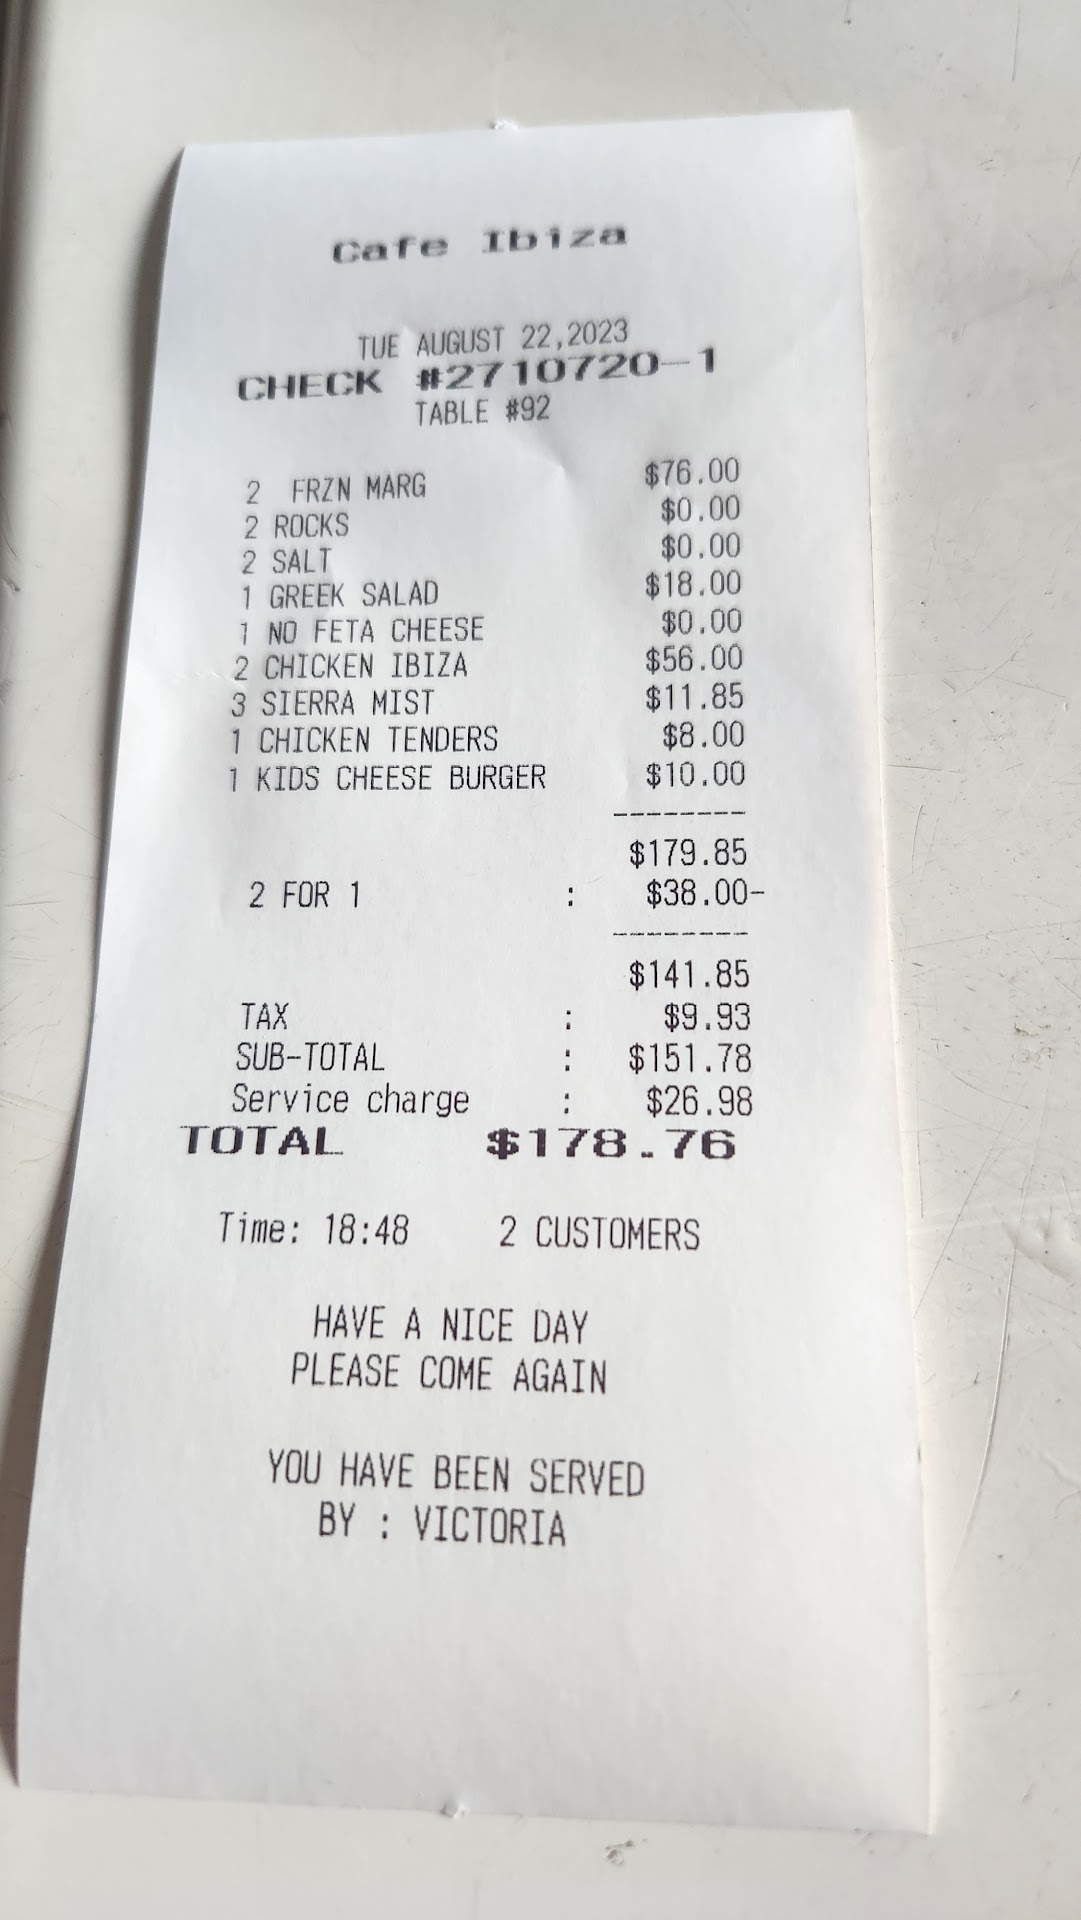 Cafe Ibiza
TUE AUGUST 22,2023
CHECK #2710720-1
TABLE #92
2 FRZN MARG $76.00
2 ROCKS $0.00
2 SALT $0.00
1 GREEK SALAD $18.00
1 NO FETA CHEESE $0.00
2 CHICKEN IBIZA $56.00
3 SIERRA MIST $11.85
1 CHICKEN TENDERS $8.00
1 KIDS CHEESE BURGER $10.00
--------
$179.85
2 FOR 1 : $38.00-
--------
$141.85
TAX : $9.93
SUB-TOTAL : $151.78
Service charge : $26.98
TOTAL $178.76
Time: 18:48 2 CUSTOMERS
HAVE A NICE DAY
PLEASE COME AGAIN
YOU HAVE BEEN SERVED
BY : VICTORIA